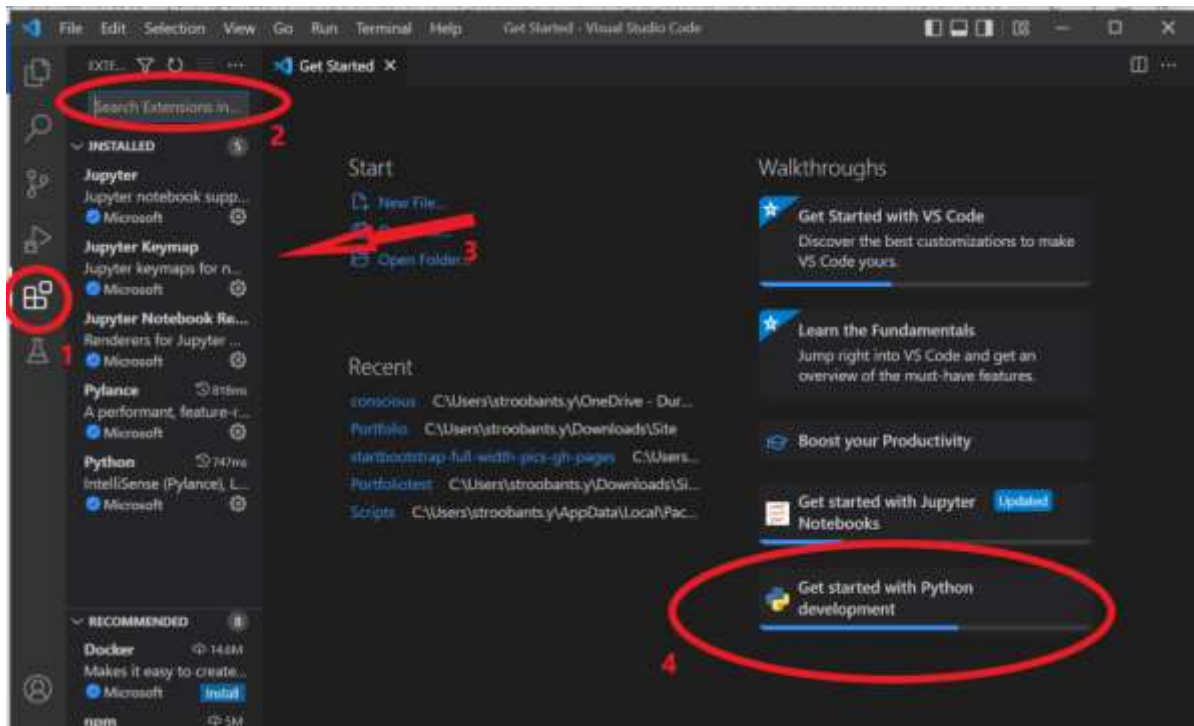 File Edit Selection View Go Run Terminal Help Get Started - Visual Studio Code
EXTE... Get Started
Search Extensions in...
2
INSTALLED 5
Jupyter
Jupyter notebook supp...
Microsoft
Jupyter Keymap
Jupyter keymaps for n...
Microsoft
Jupyter Notebook Re...
Renderers for Jupyter ...
Microsoft
1
Pylance 818ms
A performant, feature-r...
Microsoft
Python 747ms
IntelliSense (Pylance), L...
Microsoft
RECOMMENDED 8
Docker 14.6M
Makes it easy to create...
Microsoft Install
npm 5M
Start
New File...
3
Open Folder...
Recent
conscious C:\Users\stroobants.y\OneDrive - Dur...
Portfolio C:\Users\stroobants.y\Downloads\Site
startbootstrap-full-width-pics-gh-pages C:\Users...
Portfoliotest C:\Users\stroobants.y\Downloads\Si...
Scripts C:\Users\stroobants.y\AppData\Local\Pac...
Walkthroughs
Get Started with VS Code
Discover the best customizations to make
VS Code yours.
Learn the Fundamentals
Jump right into VS Code and get an
overview of the must-have features.
Boost your Productivity
Get started with Jupyter Updated
Notebooks
Get started with Python
development
4